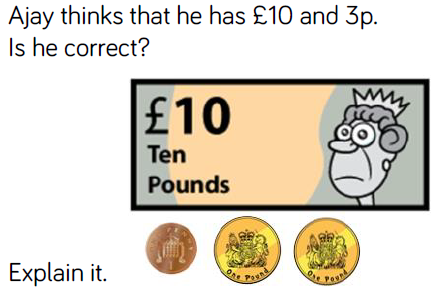 Ajay thinks that he has £10 and 3p.
Is he correct?
£10
Ten
Pounds
One Pound
One Pound
Explain it.